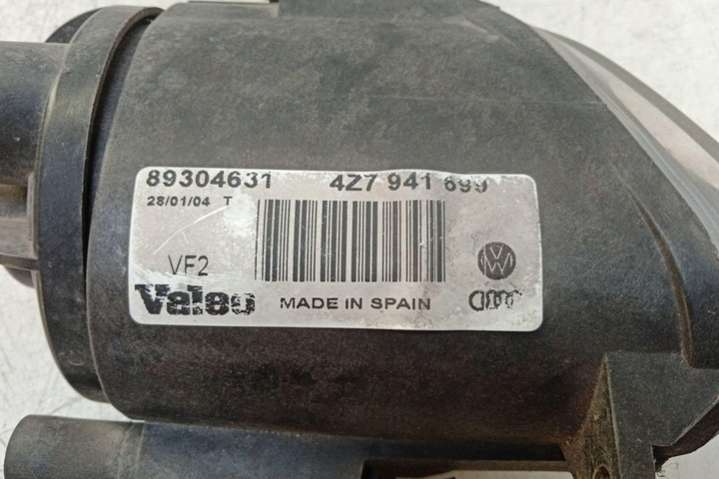 89304631 4Z7 941 699
28/01/04 T
VF2
Valeo MADE IN SPAIN